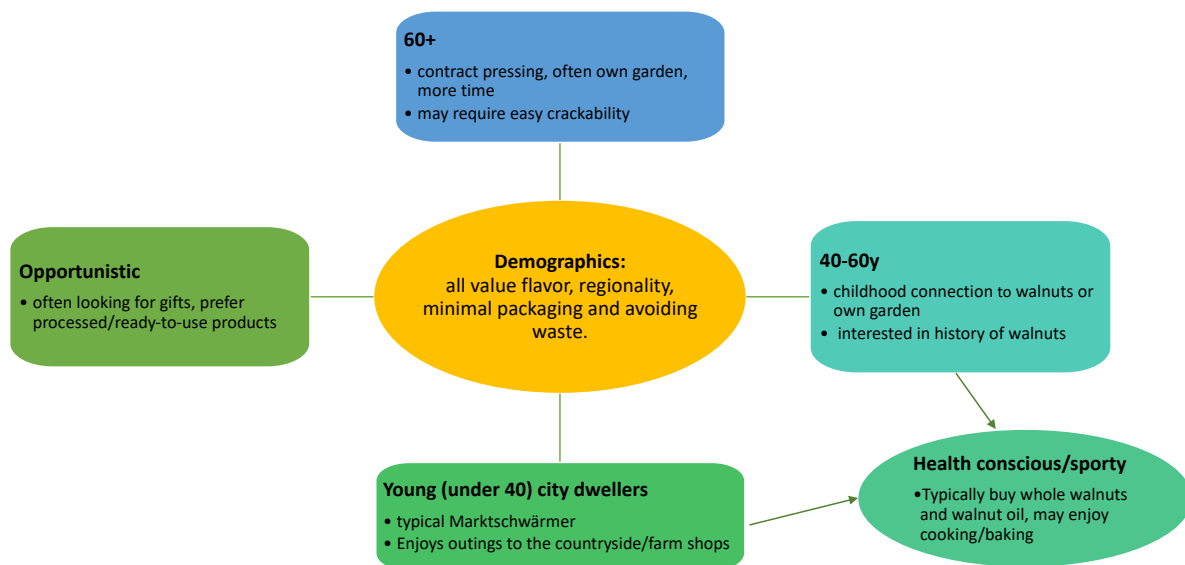 60+
• contract pressing, often own garden,
more time
• may require easy crackability
Opportunistic
• often looking for gifts, prefer
processed/ready-to-use products
Demographics:
all value flavor, regionality,
minimal packaging and avoiding
waste.
40-60y
• childhood connection to walnuts or
own garden
• interested in history of walnuts
Young (under 40) city dwellers
• typical Marktschwärmer
• Enjoys outings to the countryside/farm shops
Health conscious/sporty
•Typically buy whole walnuts
and walnut oil, may enjoy
cooking/baking